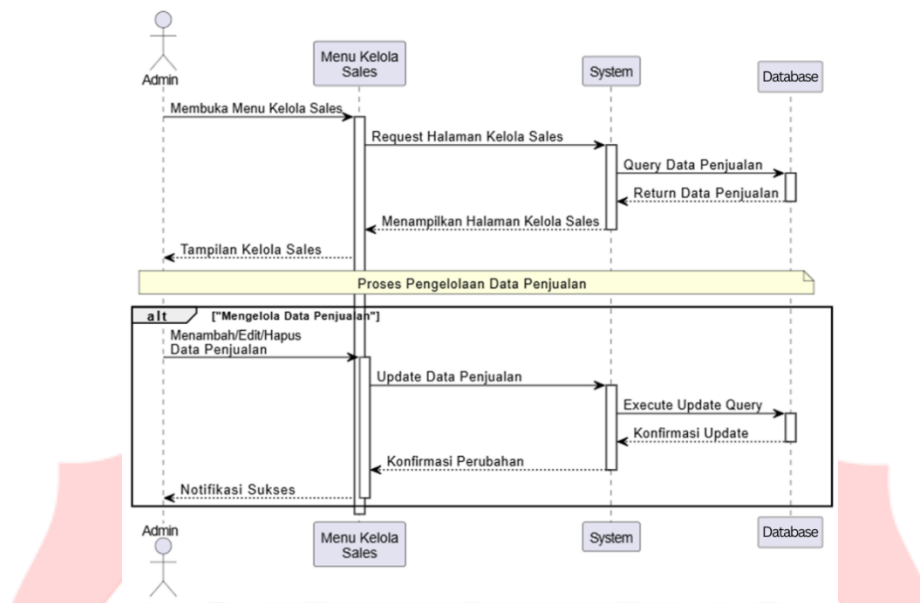 Admin
Menu Kelola
Sales
System
Database
Membuka Menu Kelola Sales
Request Halaman Kelola Sales
Query Data Penjualan
Return Data Penjualan
Menampilkan Halaman Kelola Sales
Tampilan Kelola Sales
Proses Pengelolaan Data Penjualan
alt ["Mengelola Data Penjualan"]
Menambah/Edit/Hapus
Data Penjualan
Update Data Penjualan
Execute Update Query
Konfirmasi Update
Konfirmasi Perubahan
Notifikasi Sukses
Admin
Menu Kelola
Sales
System
Database